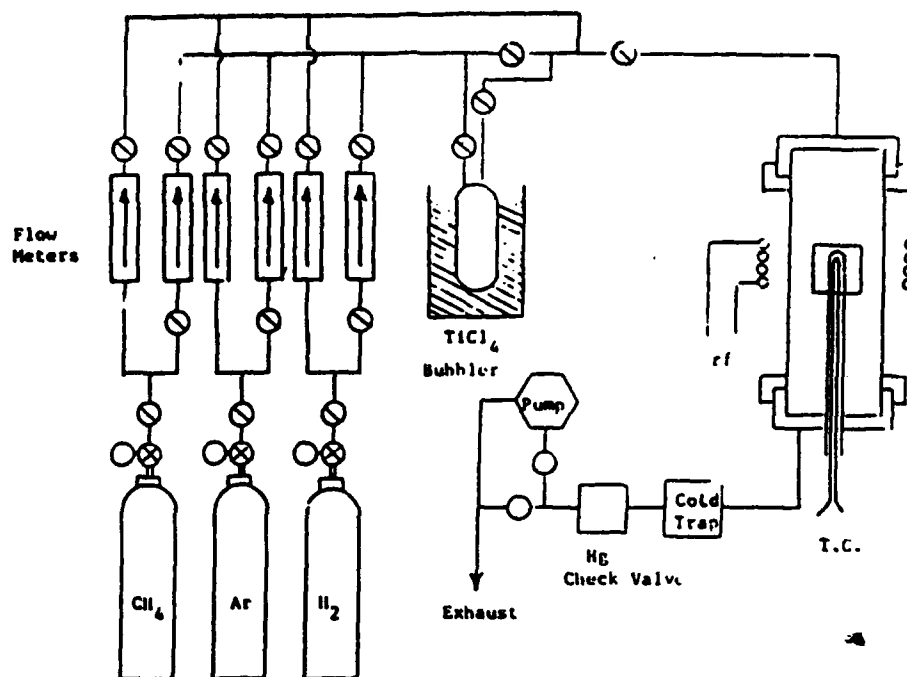 Flow
Meters
TiCl4
Bubbler
rf
Pump
Cold
Trap
T.C.
Hg
Check Valve
Exhaust
CH4
Ar
H2